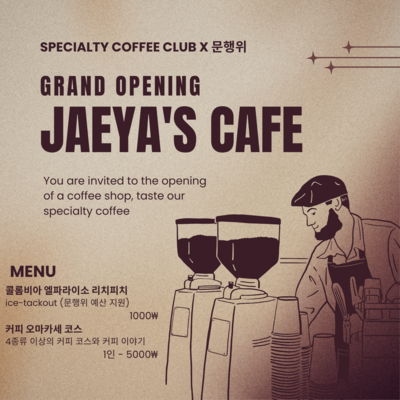 SPECIALTY COFFEE CLUB X 문행위
GRAND OPENING
JAEYA'S CAFE
You are invited to the opening
of a coffee shop, taste our
specialty coffee
MENU
콜롬비아 엘파라이소 리치피치
ice-tackout (문행위 예산 지원)
1000₩
커피 오마카세 코스
4종류 이상의 커피 코스와 커피 이야기
1인 - 5000₩